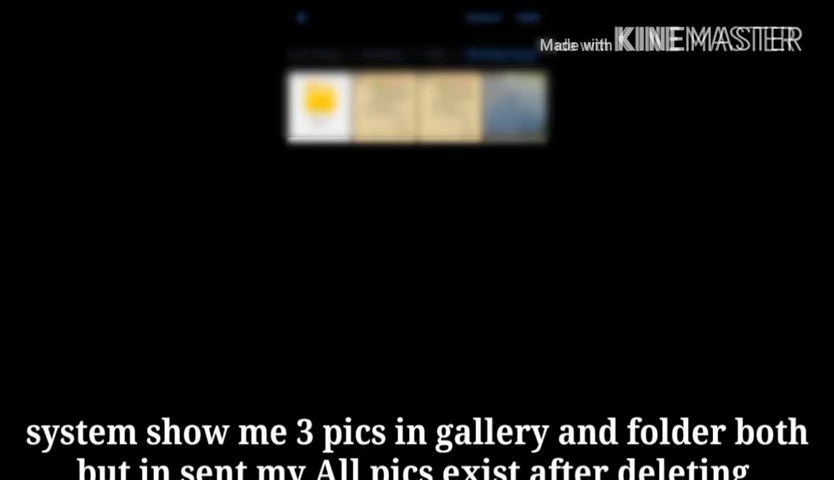 Made with KINEMASTER
system show me 3 pics in gallery and folder both
but in sent my All pics exist after deleting